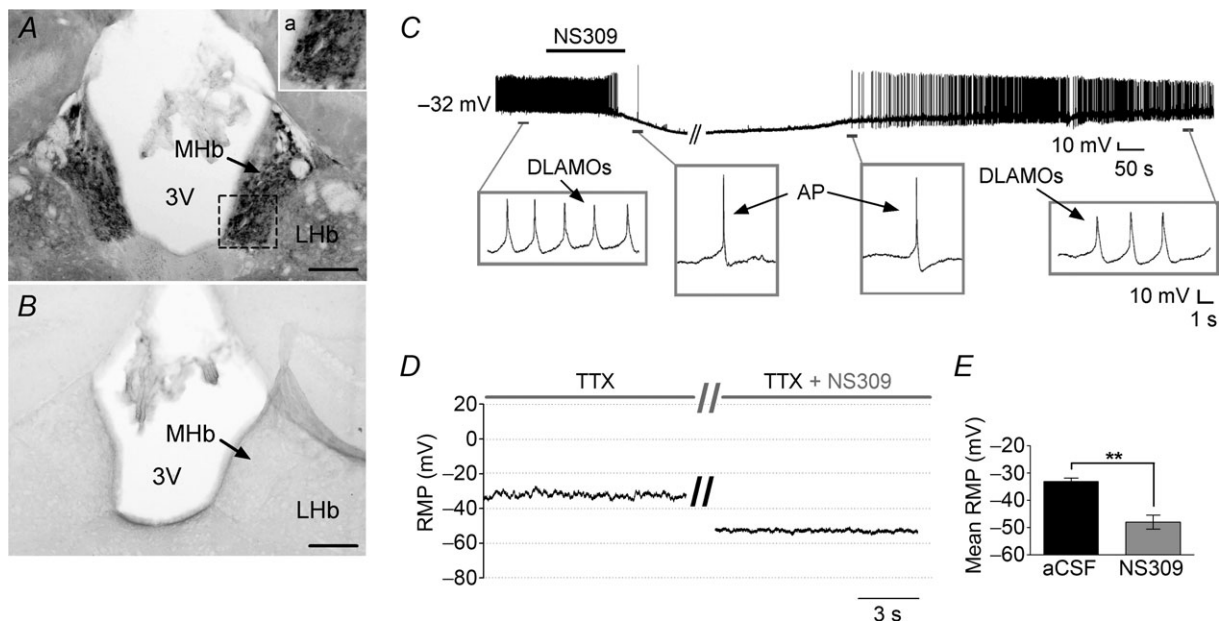 A
a
MHb
3V
LHb
B
MHb
3V
LHb
C
NS309
–32 mV
10 mV
50 s
DLAMOs
AP
DLAMOs
10 mV
1 s
D
TTX
TTX + NS309
RMP (mV)
20
0
–20
–40
–60
–80
3 s
E
Mean RMP (mV)
–20
–30
–40
–50
–60
**
aCSF
NS309